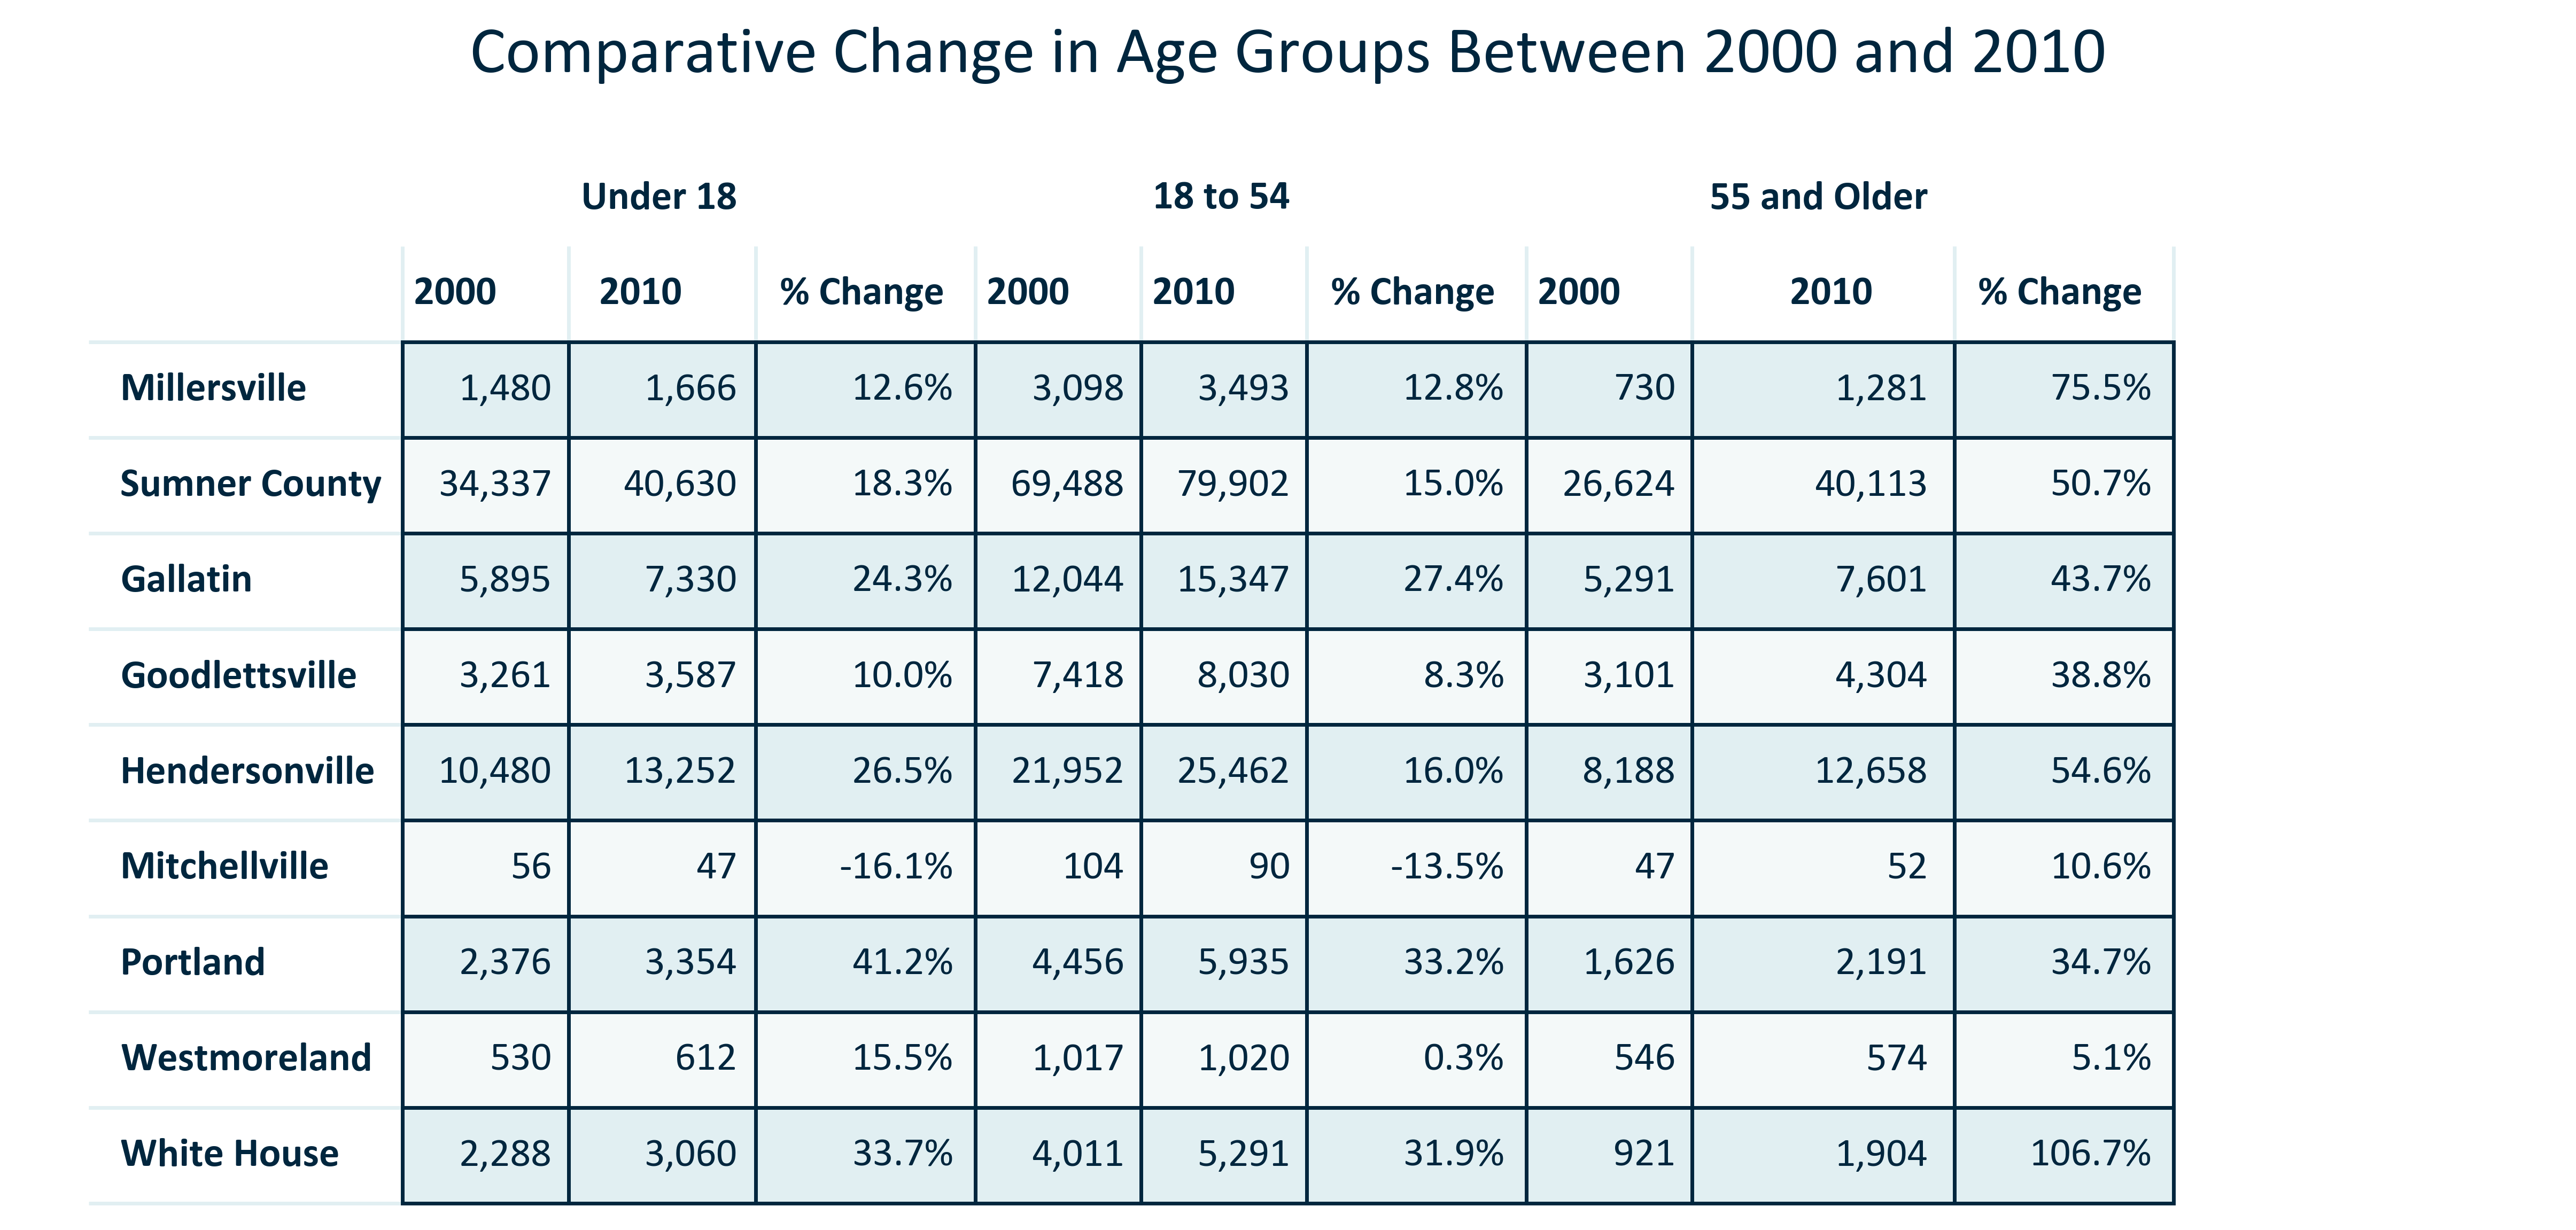 Comparative Change in Age Groups Between 2000 and 2010
Under 18 18 to 54 55 and Older
2000 2010 % Change 2000 2010 % Change 2000 2010 % Change
Millersville 1,480 1,666 12.6% 3,098 3,493 12.8% 730 1,281 75.5%
Sumner County 34,337 40,630 18.3% 69,488 79,902 15.0% 26,624 40,113 50.7%
Gallatin 5,895 7,330 24.3% 12,044 15,347 27.4% 5,291 7,601 43.7%
Goodlettsville 3,261 3,587 10.0% 7,418 8,030 8.3% 3,101 4,304 38.8%
Hendersonville 10,480 13,252 26.5% 21,952 25,462 16.0% 8,188 12,658 54.6%
Mitchellville 56 47 -16.1% 104 90 -13.5% 47 52 10.6%
Portland 2,376 3,354 41.2% 4,456 5,935 33.2% 1,626 2,191 34.7%
Westmoreland 530 612 15.5% 1,017 1,020 0.3% 546 574 5.1%
White House 2,288 3,060 33.7% 4,011 5,291 31.9% 921 1,904 106.7%